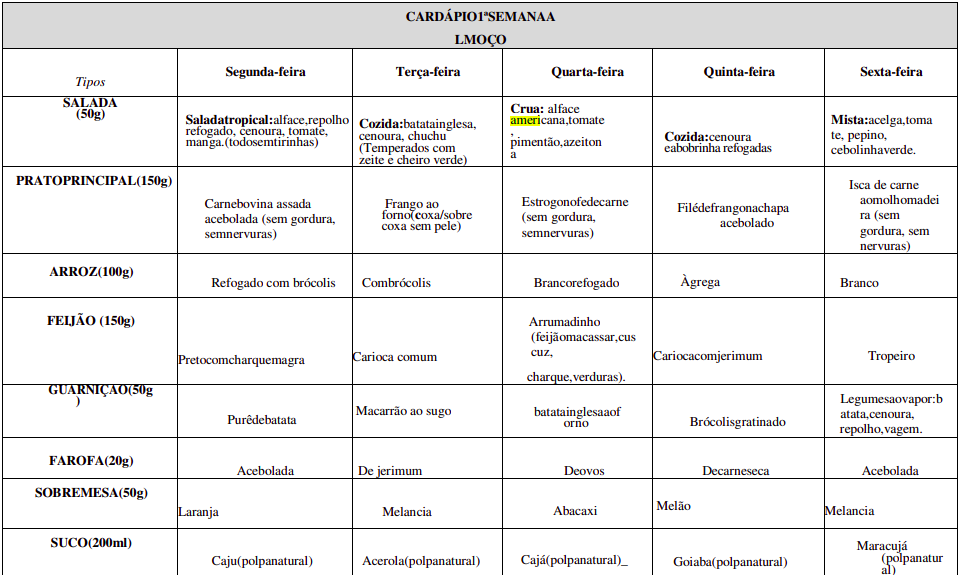 CARDÁPIO1ªSEMANAA
LMOÇO
Tipos
Segunda-feira
Terça-feira
Quarta-feira
Quinta-feira
Sexta-feira
SALADA
(50g)
Saladatropical:alface,repolho
refogado, cenoura, tomate,
manga.(todosemtirinhas)
Cozida:batatainglesa,
cenoura, chuchu
(Temperados com
zeite e cheiro verde)
Crua: alface
americana,tomate
,
pimentão,azeiton
a
Cozida:cenoura
eabobrinha refogadas
Mista:acelga,toma
te, pepino,
cebolinhaverde.
PRATOPRINCIPAL(150g)
Carnebovina assada
acebolada (sem gordura,
semnervuras)
Frango ao
forno(coxa/sobre
coxa sem pele)
Estrogonofedecarne
(sem gordura,
semnervuras)
Filédefrangonachapa
acebolado
Isca de carne
aomolhomadei
ra (sem
gordura, sem
nervuras)
ARROZ(100g)
Refogado com brócolis
Combrócolis
Brancorefogado
Àgrega
Branco
FEIJÃO (150g)
Pretocomcharquemagra
Carioca comum
Arrumadinho
(feijãomacassar,cus
cuz,
charque,verduras).
Cariocacomjerimum
Tropeiro
GUARNIÇÃO(50g
)
Purêdebatata
Macarrão ao sugo
batatainglesaaof
orno
Brócolisgratinado
Legumesaovapor:b
atata,cenoura,
repolho,vagem.
FAROFA(20g)
Acebolada
De jerimum
Deovos
Decarneseca
Acebolada
SOBREMESA(50g)
Laranja
Melancia
Abacaxi
Melão
Melancia
SUCO(200ml)
Caju(polpanatural)
Acerola(polpanatural)
Cajá(polpanatural)_
Goiaba(polpanatural)
Maracujá
(polpanatur
al)